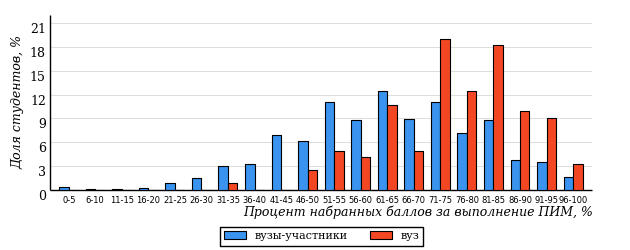 Доля студентов, %
21
18
15
12
9
6
3
0
0-5 6-10 11-15 16-20 21-25 26-30 31-35 36-40 41-45 46-50 51-55 56-60 61-65 66-70 71-75 76-80 81-85 86-90 91-95 96-100
Процент набранных баллов за выполнение ПИМ, %
вузы-участники вуз